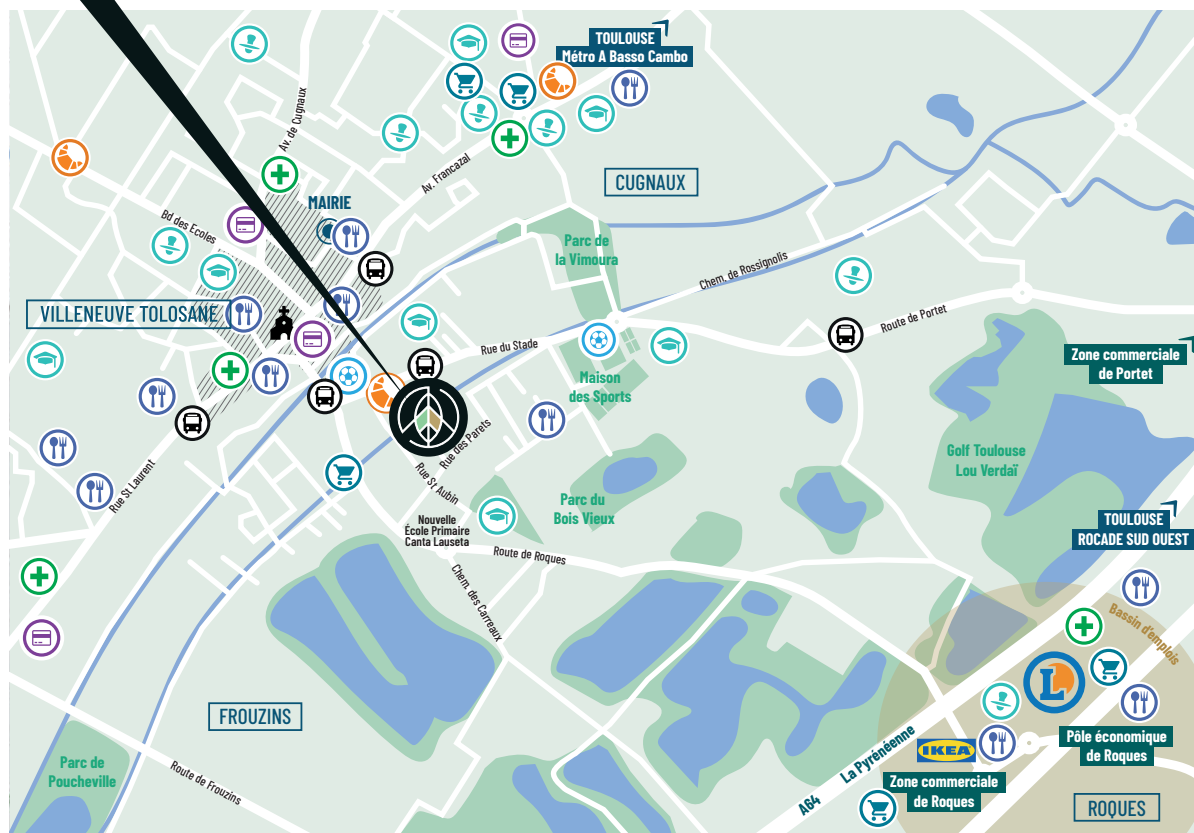 TOULOUSE
Métro A Basso Cambo
Av. de Cugnaux
Av. Francazal
CUGNAUX
MAIRIE
Bd des Ecoles
Parc de
la Vimoura
Chem. de Rossignolis
VILLENEUVE TOLOSANE
Route de Portet
Rue du Stade
Zone commerciale
de Portet
Maison
des Sports
Rue des Parets
Rue St Aubin
Rue St Laurent
Golf Toulouse
Lou Verdaï
Parc du
Bois Vieux
Nouvelle
École Primaire
Canta Lauseta
TOULOUSE
ROCADE SUD OUEST
Route de Roques
Chem. des Carreaux
Bassin d'emplois
L
FROUZINS
Pôle économique
de Roques
IKEA
La Pyrénéenne
A64
Zone commerciale
de Roques
Parc de
Poucheville
Route de Frouzins
ROQUES